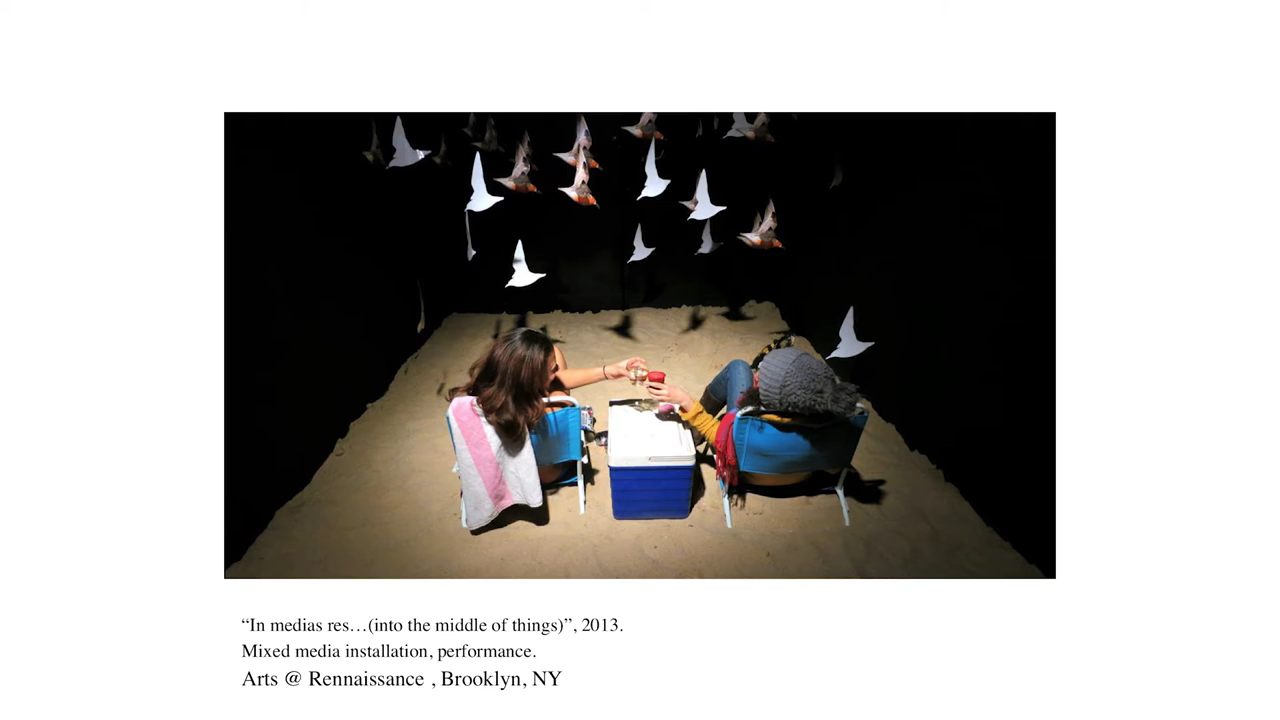 “In medias res…(into the middle of things)”, 2013.
Mixed media installation, performance.
Arts @ Rennaissance , Brooklyn, NY